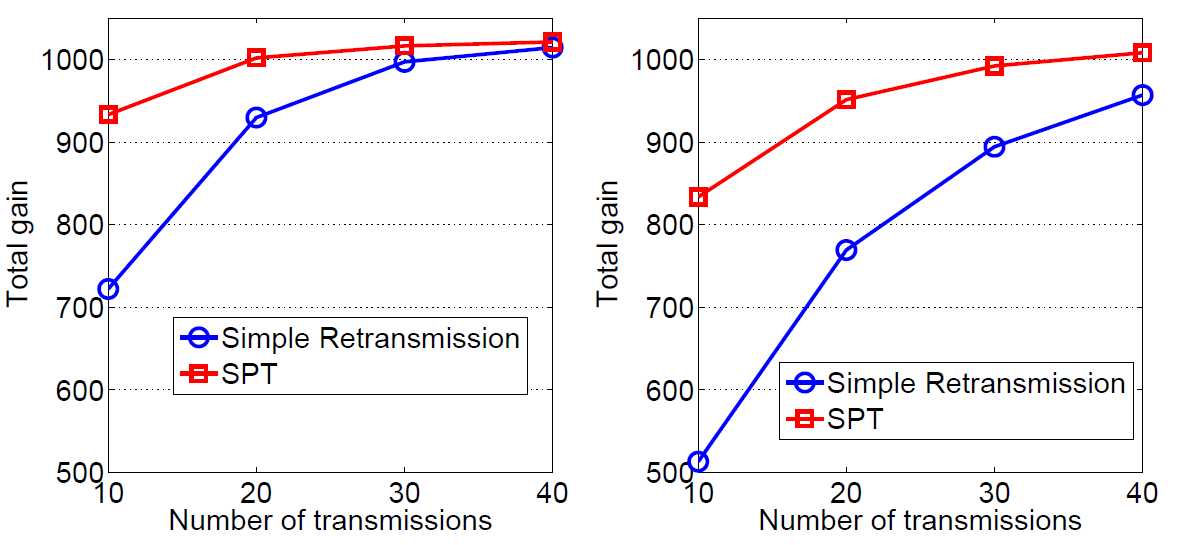 1000
900
800
700
600
500
Total gain
10 20 30 40
Number of transmissions
Simple Retransmission
SPT
1000
900
800
700
600
500
Total gain
10 20 30 40
Number of transmissions
Simple Retransmission
SPT